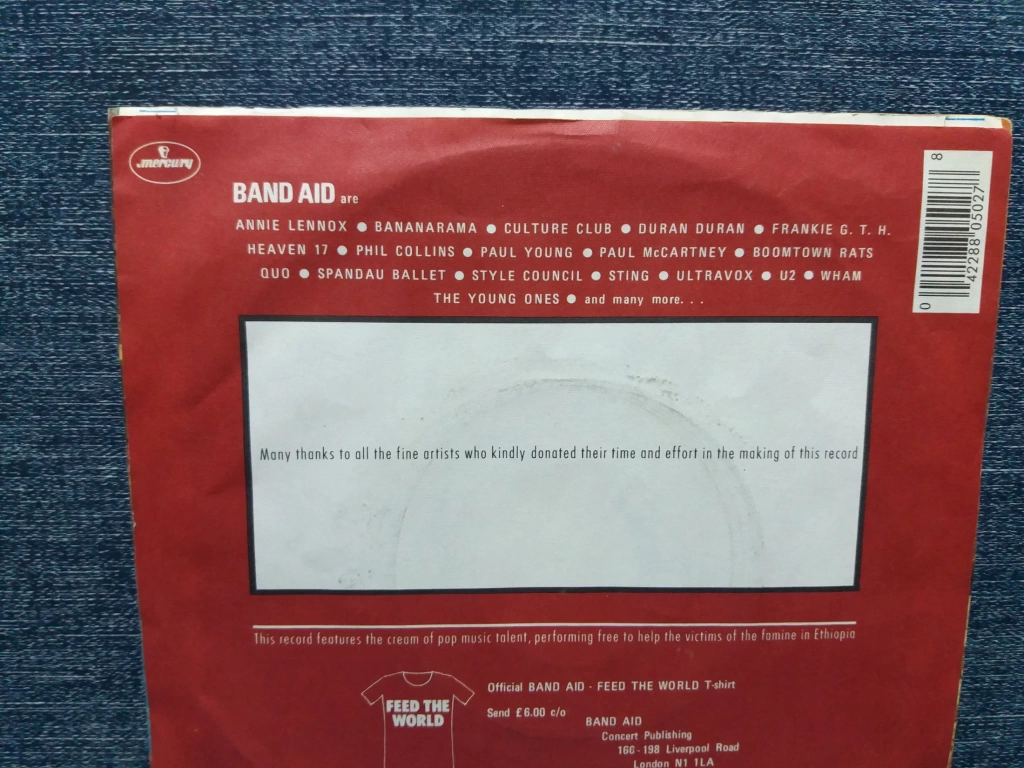 mercury
BAND AID are
ANNIE LENNOX ● BANANARAMA ● CULTURE CLUB ● DURAN DURAN ● FRANKIE G. T. H.
HEAVEN 17 ● PHIL COLLINS ● PAUL YOUNG ● PAUL McCARTNEY ● BOOMTOWN RATS
QUO ● SPANDAU BALLET ● STYLE COUNCIL ● STING ● ULTRAVOX ● U2 ● WHAM
THE YOUNG ONES ● and many more. . .
0 42288 05027 8
Many thanks to all the fine artists who kindly donated their time and effort in the making of this record
This record features the cream of pop music talent, performing free to help the victims of the famine in Ethiopia
FEED THE
WORLD
Official BAND AID - FEED THE WORLD T-shirt
Send £6.00 c/o
BAND AID
Concert Publishing
166-198 Liverpool Road
London N1 1LA